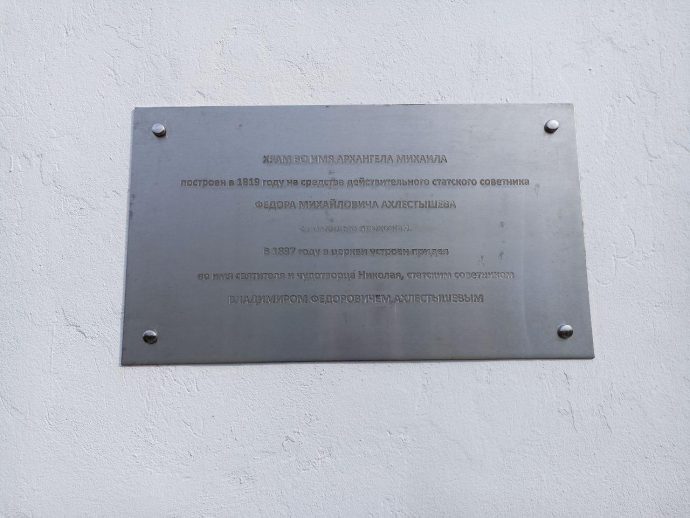 ХРАМ ВО ИМЯ АРХАНГЕЛА МИХАИЛА
построен в 1819 году на средства действительного статского советника
ФЕДОРА МИХАЙЛОВИЧА АХЛЕСТЫШЕВА
В 1897 году в церкви устроен придел
во имя святителя и чудотворца Николая, статским советником
ВЛАДИМИРОМ ФЕДОРОВИЧЕМ АХЛЕСТЫШЕВЫМ